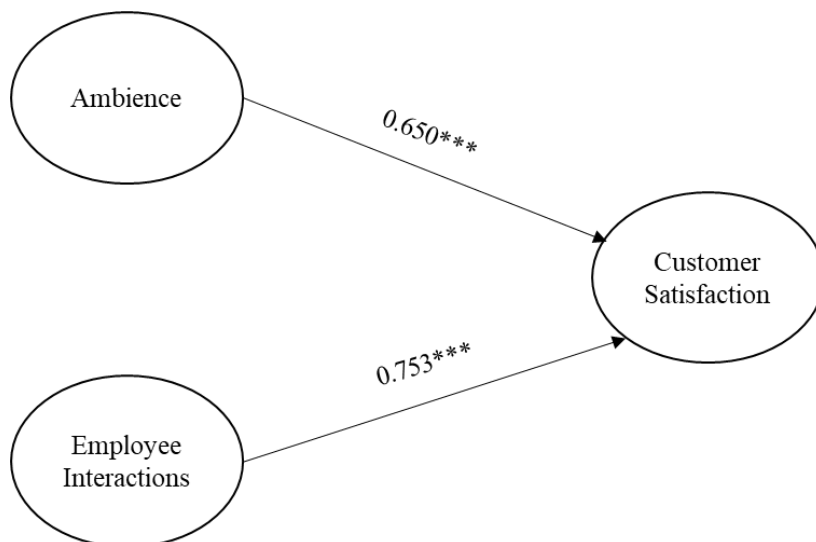 Ambience
0.650***
Customer
Satisfaction
0.753***
Employee
Interactions